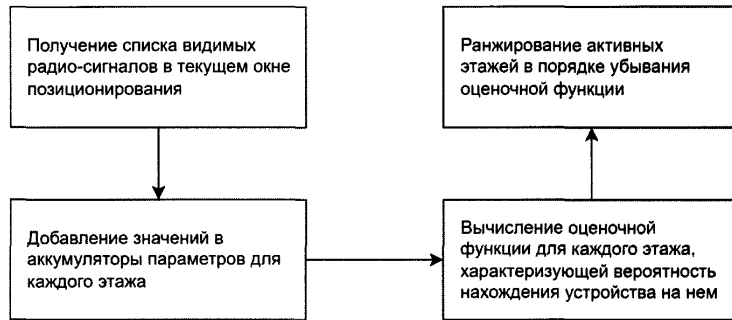 Получение списка видимых
радио-сигналов в текущем окне
позиционирования
Добавление значений в
аккумуляторы параметров для
каждого этажа
Вычисление оценочной
функции для каждого этажа,
характеризующей вероятность
нахождения устройства на нем
Ранжирование активных
этажей в порядке убывания
оценочной функции